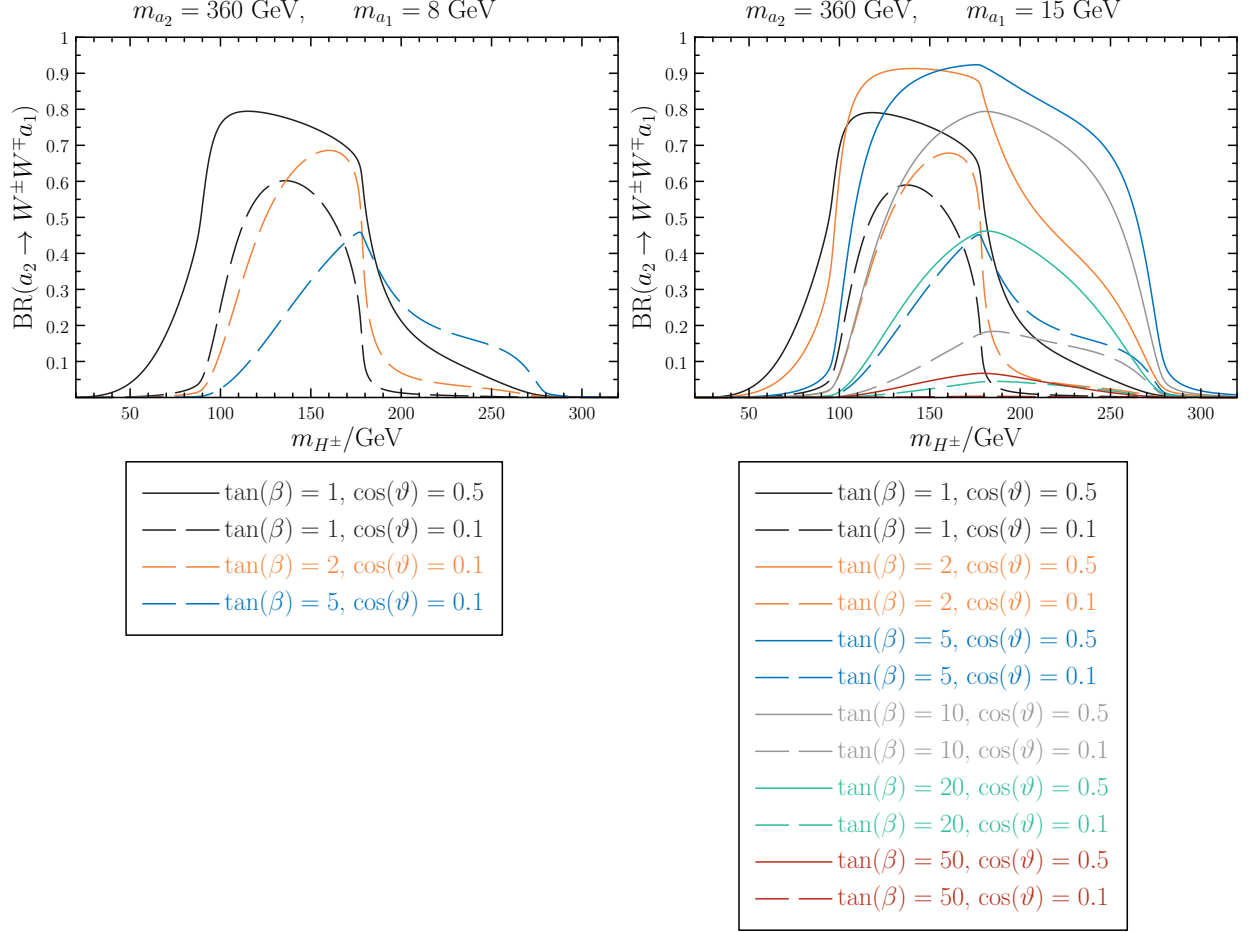 m_{a_2} = 360 GeV, m_{a_1} = 8 GeV
BR(a_2 → W^± W^∓ a_1)
1
0.9
0.8
0.7
0.6
0.5
0.4
0.3
0.2
0.1
50 100 150 200 250 300
m_{H^±}/GeV
tan(β) = 1, cos(ϑ) = 0.5
tan(β) = 1, cos(ϑ) = 0.1
tan(β) = 2, cos(ϑ) = 0.1
tan(β) = 5, cos(ϑ) = 0.1
m_{a_2} = 360 GeV, m_{a_1} = 15 GeV
BR(a_2 → W^± W^∓ a_1)
1
0.9
0.8
0.7
0.6
0.5
0.4
0.3
0.2
0.1
50 100 150 200 250 300
m_{H^±}/GeV
tan(β) = 1, cos(ϑ) = 0.5
tan(β) = 1, cos(ϑ) = 0.1
tan(β) = 2, cos(ϑ) = 0.5
tan(β) = 2, cos(ϑ) = 0.1
tan(β) = 5, cos(ϑ) = 0.5
tan(β) = 5, cos(ϑ) = 0.1
tan(β) = 10, cos(ϑ) = 0.5
tan(β) = 10, cos(ϑ) = 0.1
tan(β) = 20, cos(ϑ) = 0.5
tan(β) = 20, cos(ϑ) = 0.1
tan(β) = 50, cos(ϑ) = 0.5
tan(β) = 50, cos(ϑ) = 0.1